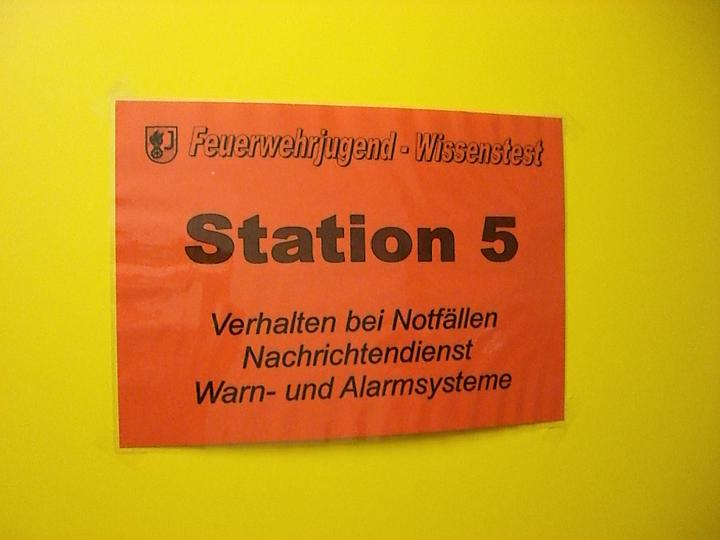 Feuerwehrjugend - Wissenstest
Station 5
Verhalten bei Notfällen
Nachrichtendienst
Warn- und Alarmsysteme